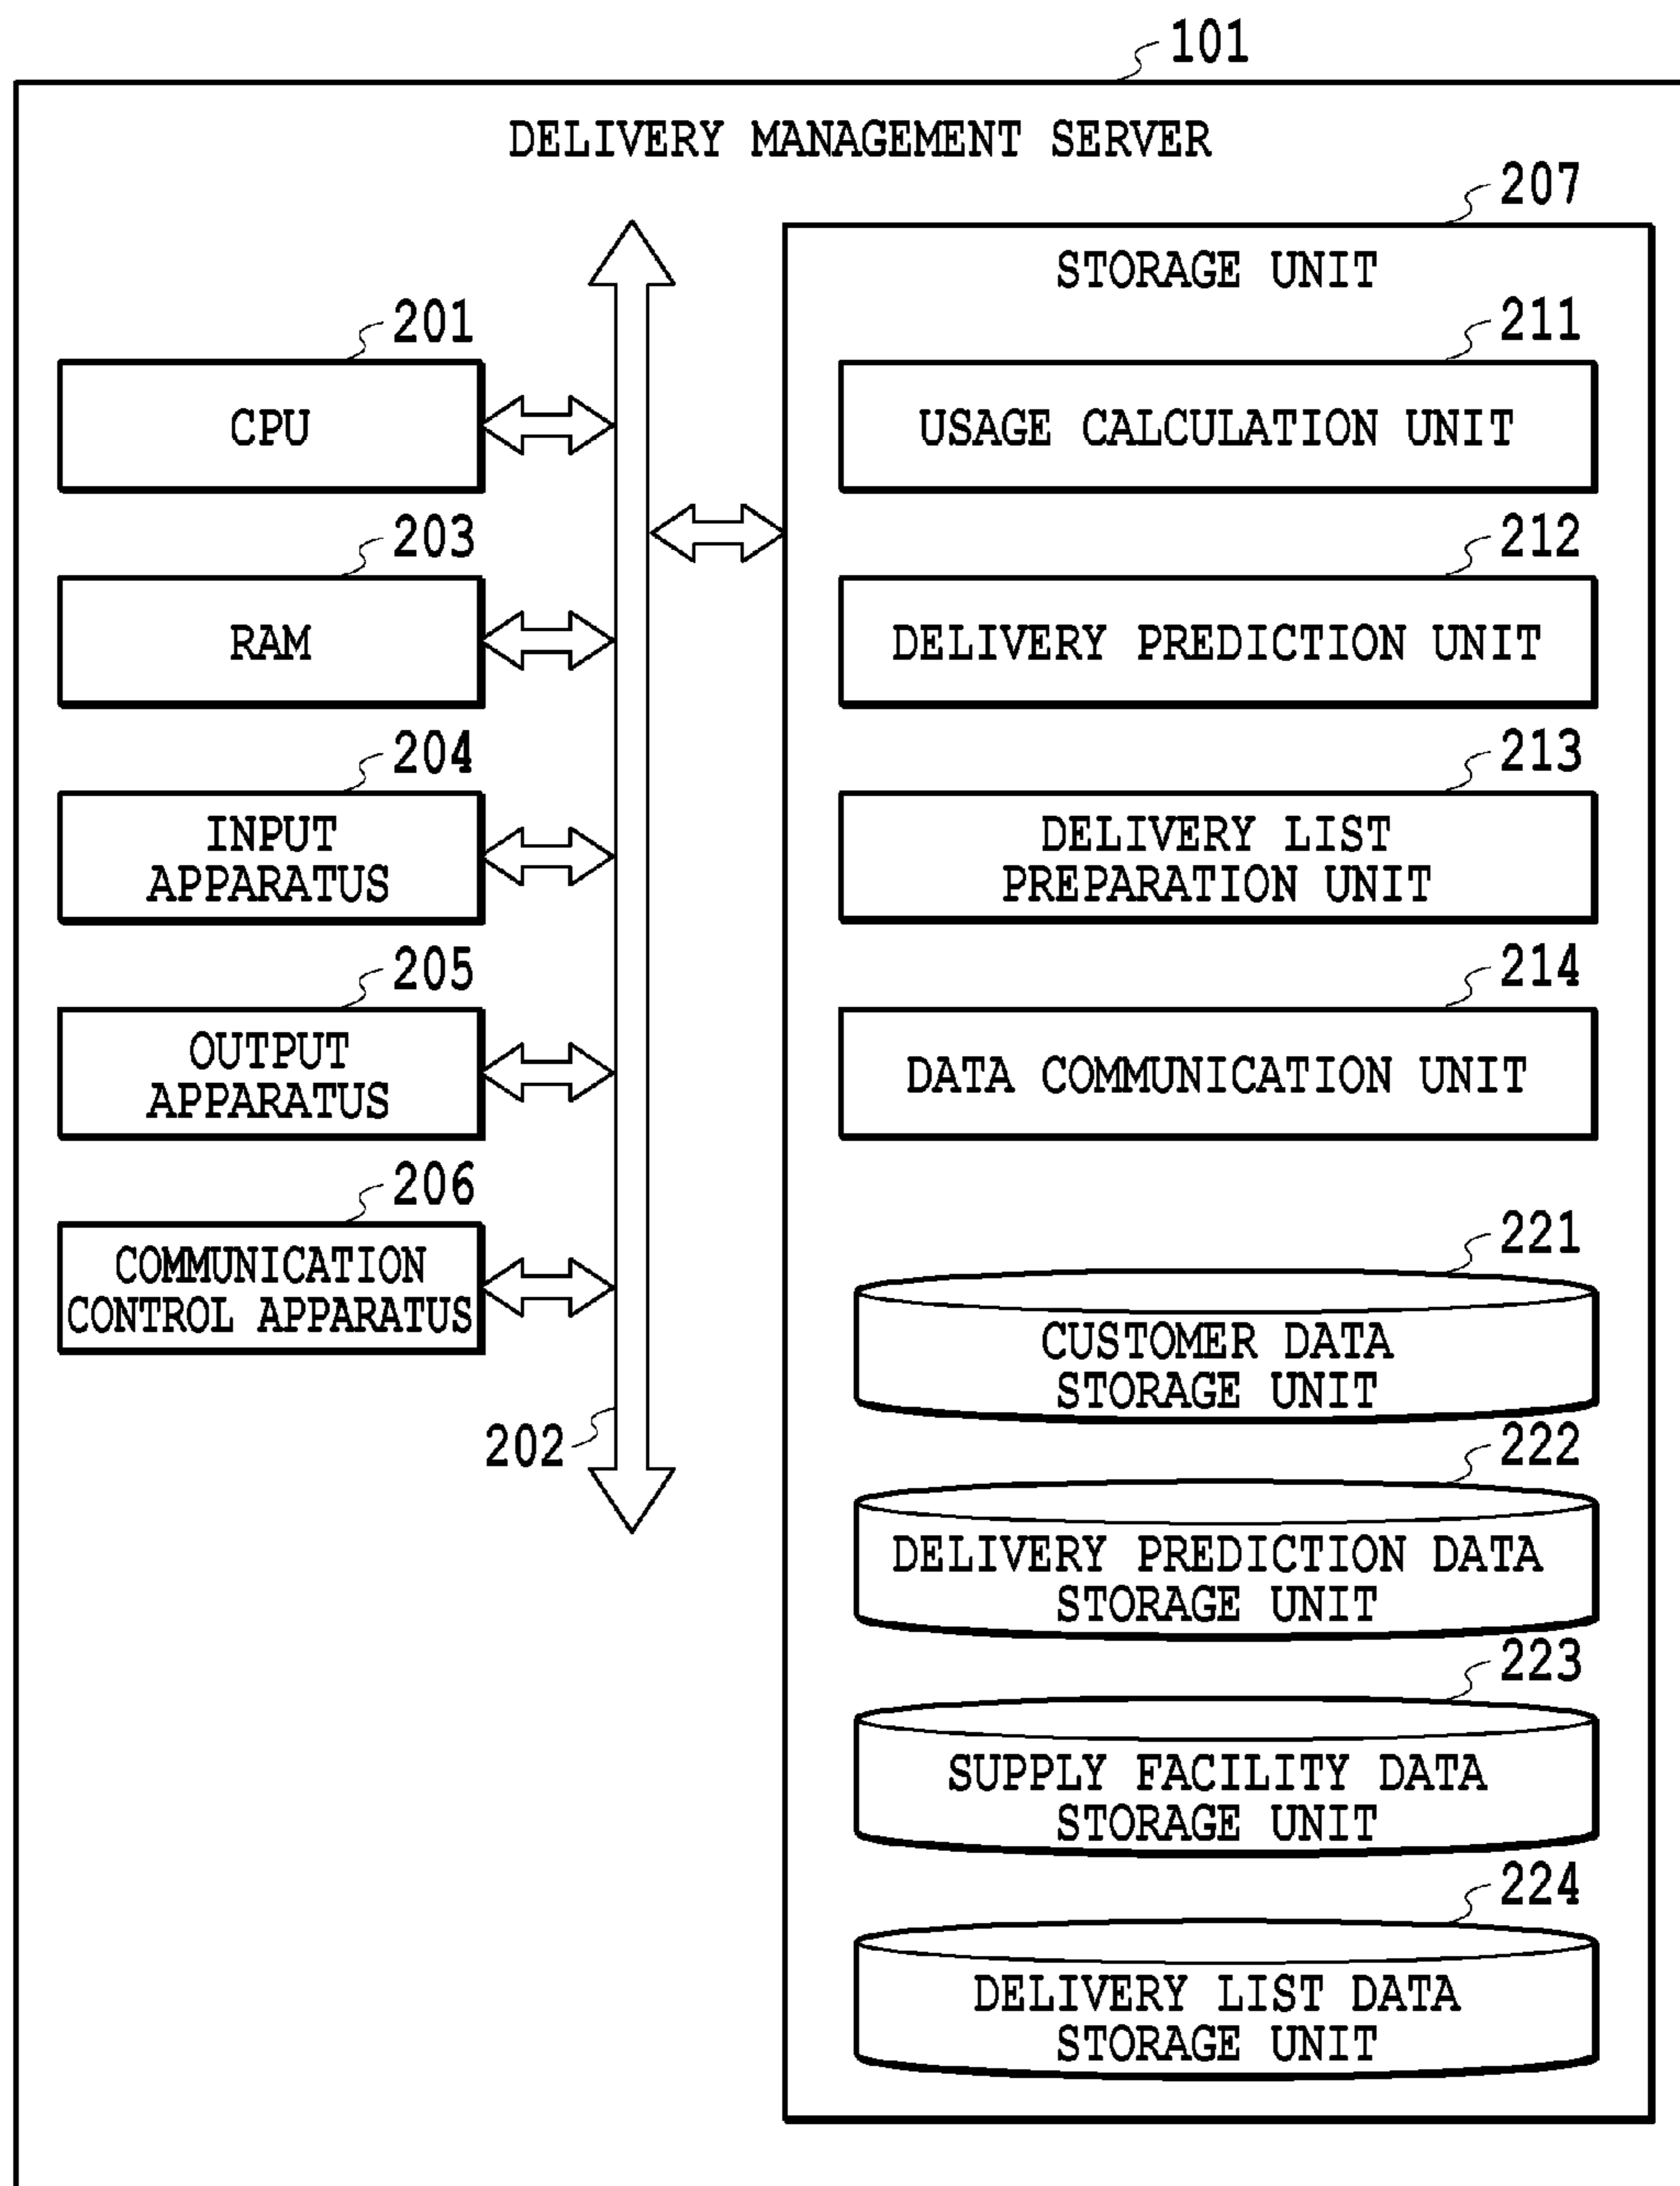 101
DELIVERY MANAGEMENT SERVER
207
STORAGE UNIT
201
CPU
203
RAM
204
INPUT
APPARATUS
205
OUTPUT
APPARATUS
206
COMMUNICATION
CONTROL APPARATUS
202
211
USAGE CALCULATION UNIT
212
DELIVERY PREDICTION UNIT
213
DELIVERY LIST
PREPARATION UNIT
214
DATA COMMUNICATION UNIT
221
CUSTOMER DATA
STORAGE UNIT
222
DELIVERY PREDICTION DATA
STORAGE UNIT
223
SUPPLY FACILITY DATA
STORAGE UNIT
224
DELIVERY LIST DATA
STORAGE UNIT